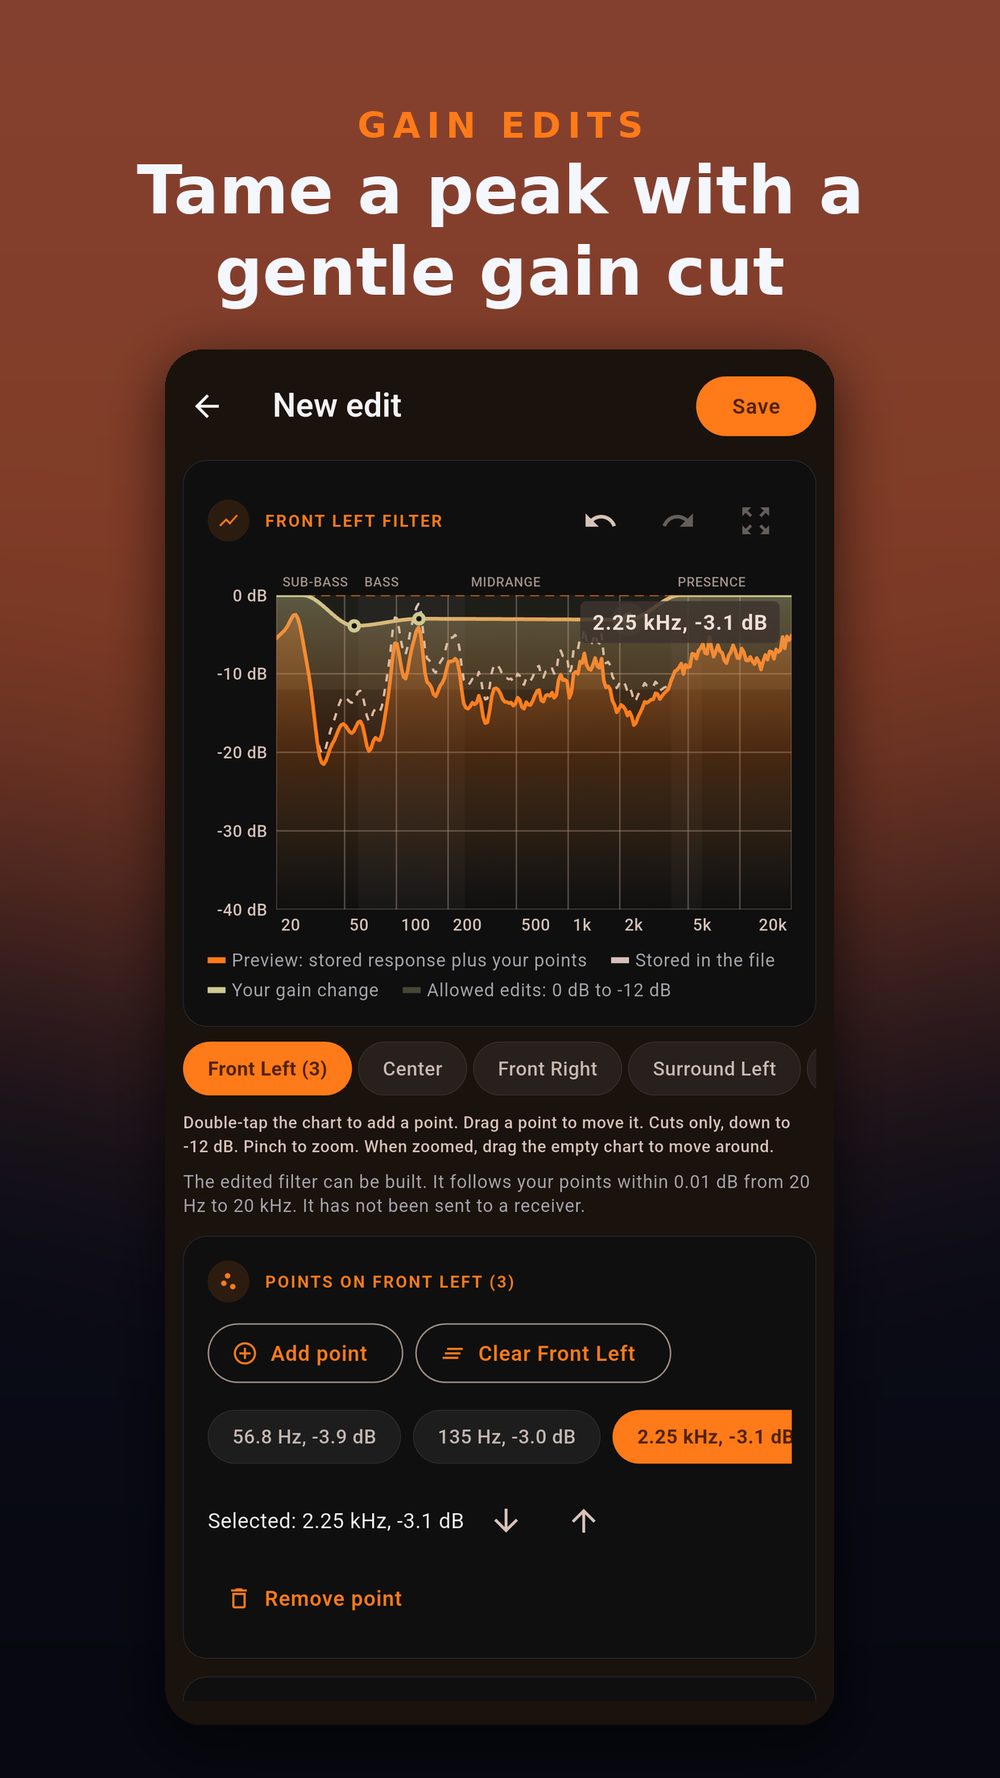 GAIN EDITS
Tame a peak with a
gentle gain cut
New edit
Save
FRONT LEFT FILTER
SUB-BASS BASS MIDRANGE PRESENCE
0 dB
2.25 kHz, -3.1 dB
-10 dB
-20 dB
-30 dB
-40 dB
20 50 100 200 500 1k 2k 5k 20k
Preview: stored response plus your points Stored in the file
Your gain change Allowed edits: 0 dB to -12 dB
Front Left (3) Center Front Right Surround Left
Double-tap the chart to add a point. Drag a point to move it. Cuts only, down to
-12 dB. Pinch to zoom. When zoomed, drag the empty chart to move around.
The edited filter can be built. It follows your points within 0.01 dB from 20
Hz to 20 kHz. It has not been sent to a receiver.
POINTS ON FRONT LEFT (3)
Add point Clear Front Left
56.8 Hz, -3.9 dB 135 Hz, -3.0 dB 2.25 kHz, -3.1 dB
Selected: 2.25 kHz, -3.1 dB
Remove point